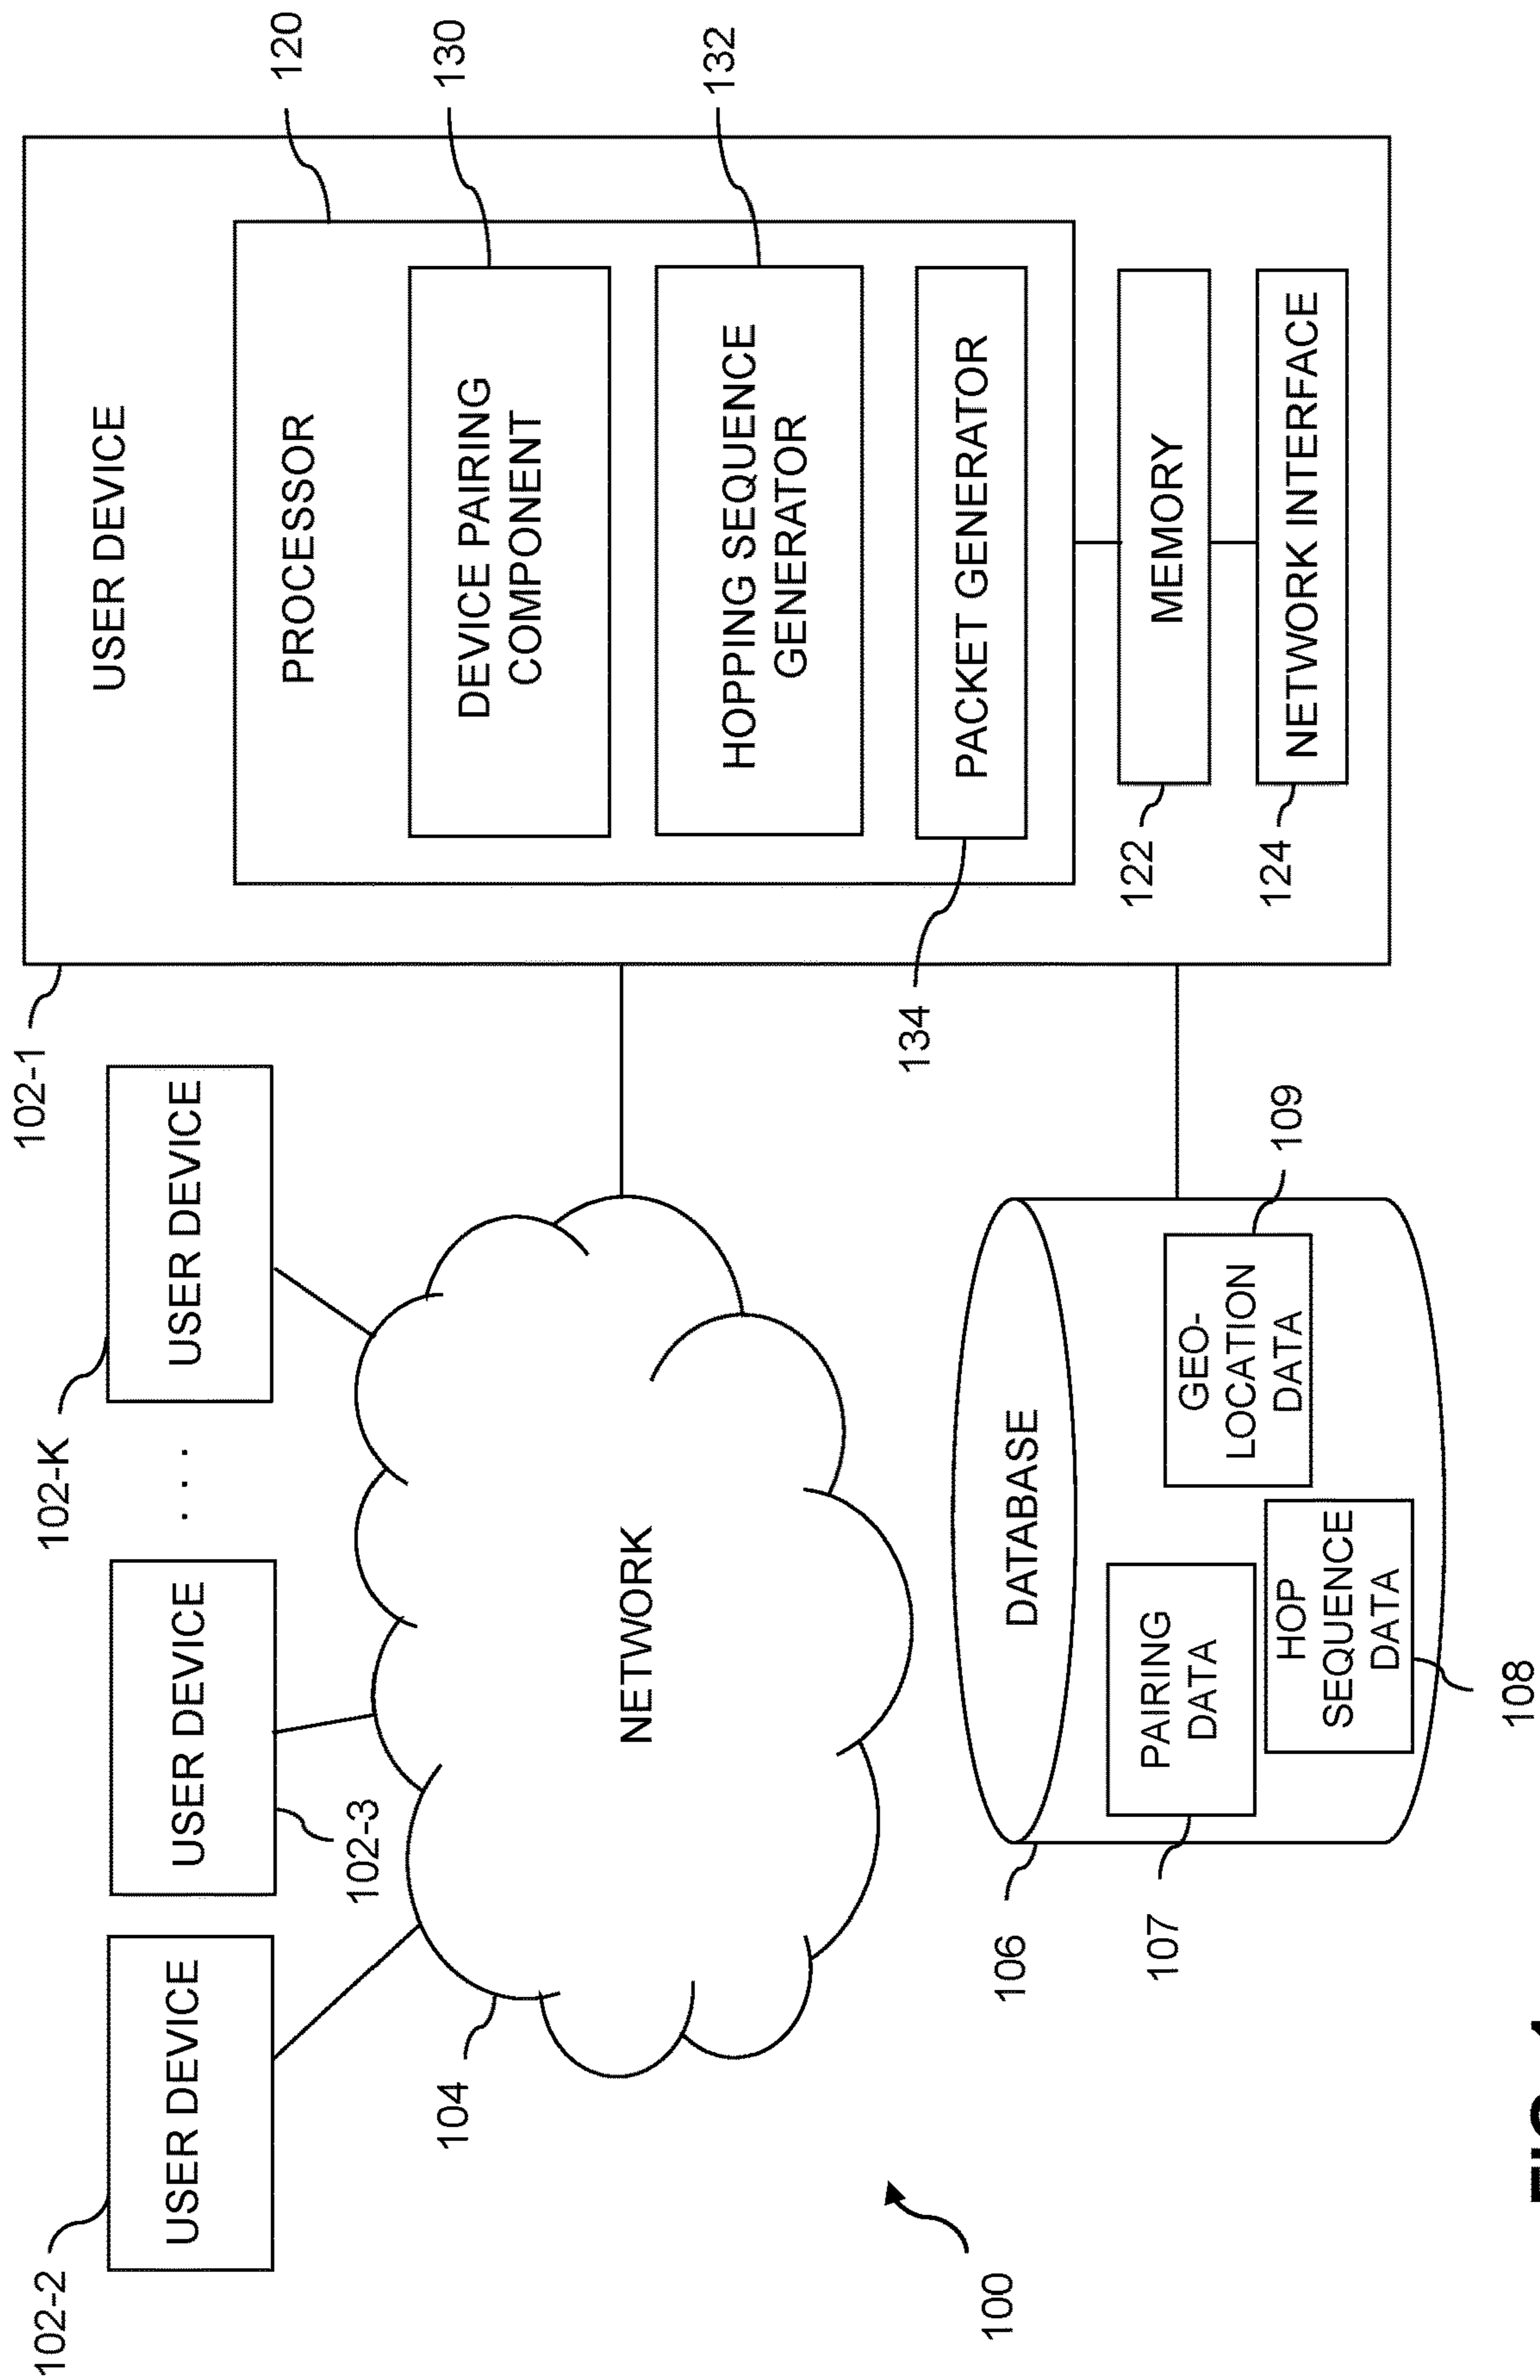 102-2
USER DEVICE
USER DEVICE
102-3
. . .
102-K
USER DEVICE
102-1
USER DEVICE
120
PROCESSOR
130
DEVICE PAIRING
COMPONENT
132
HOPPING SEQUENCE
GENERATOR
134
PACKET GENERATOR
122
MEMORY
124
NETWORK INTERFACE
104
NETWORK
106
DATABASE
107
PAIRING
DATA
109
GEO-
LOCATION
DATA
HOP
SEQUENCE
DATA
108
100